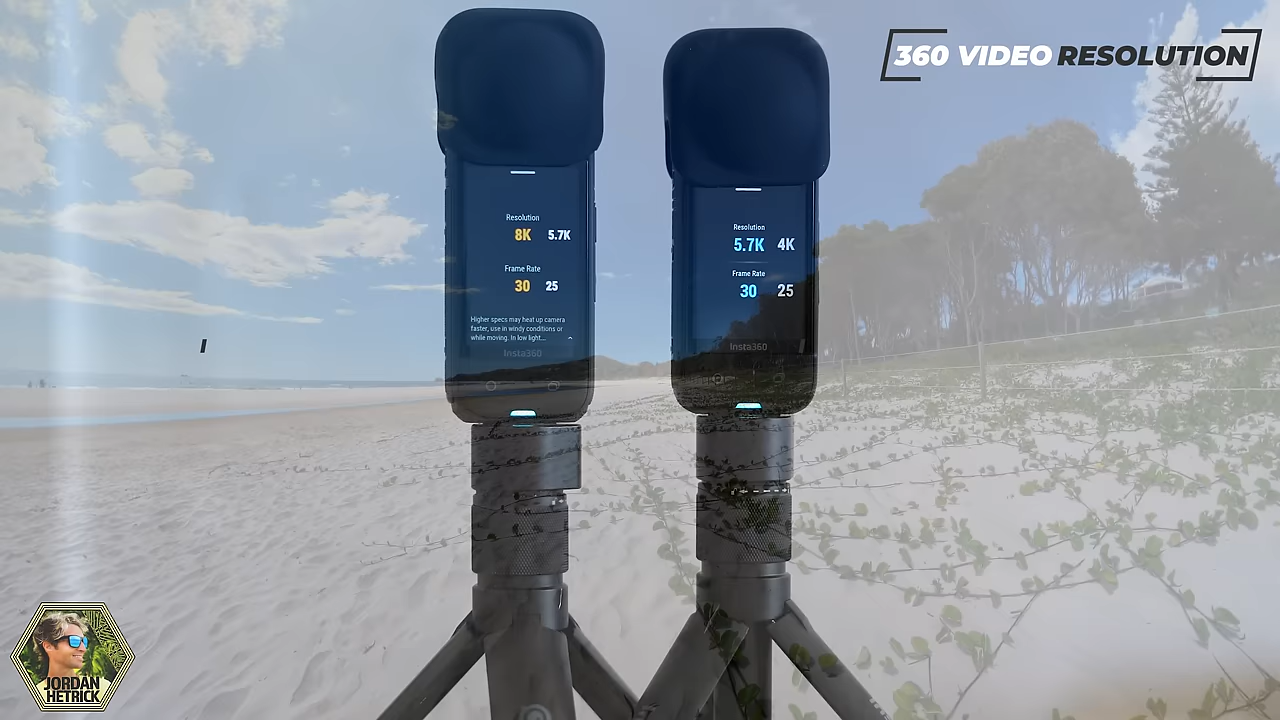 360 VIDEO RESOLUTION
Resolution
8K 5.7K
Frame Rate
30 25
Higher specs may heat up camera
faster, use in windy conditions or
while moving. In low light...
Insta360
Resolution
5.7K 4K
Frame Rate
30 25
Insta360
JORDAN
HETRICK